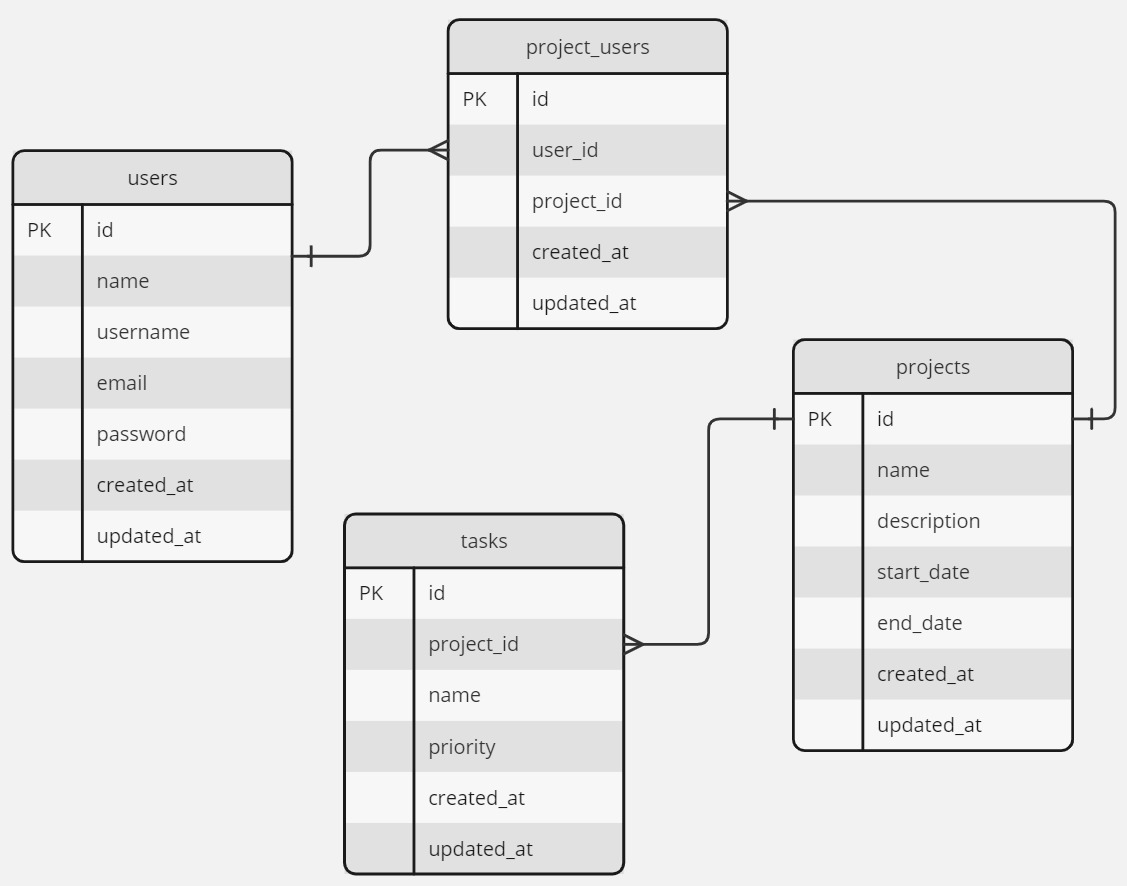 project_users
PK id
user_id
project_id
created_at
updated_at
users
PK id
name
username
email
password
created_at
updated_at
projects
PK id
name
description
start_date
end_date
created_at
updated_at
tasks
PK id
project_id
name
priority
created_at
updated_at